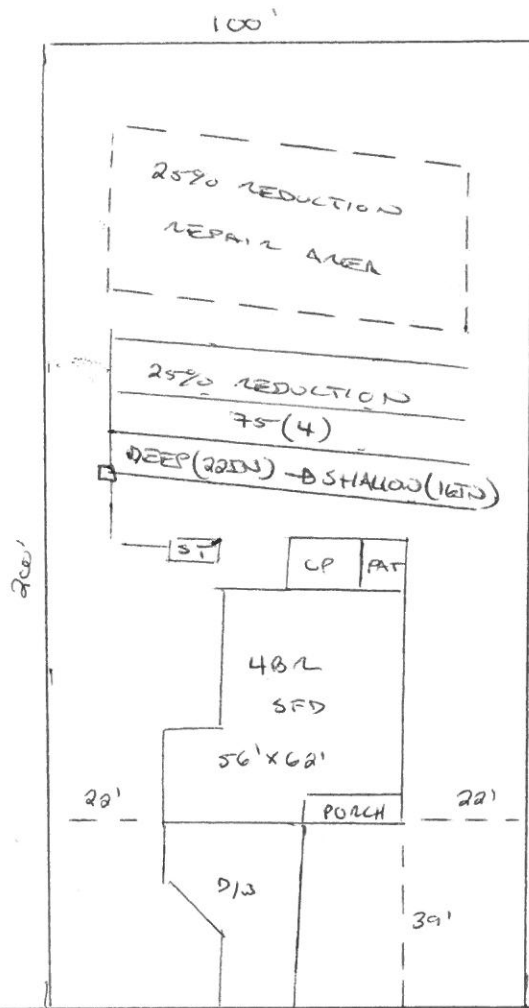 100'
25% REDUCTION
REPAIR AREA
25% REDUCTION
75(4)
DEEP(22IN) → SHALLOW(16IN)
ST
CP PAT
200'
4BR
SFD
56'X62'
22' 22'
PORCH
D/W
39'